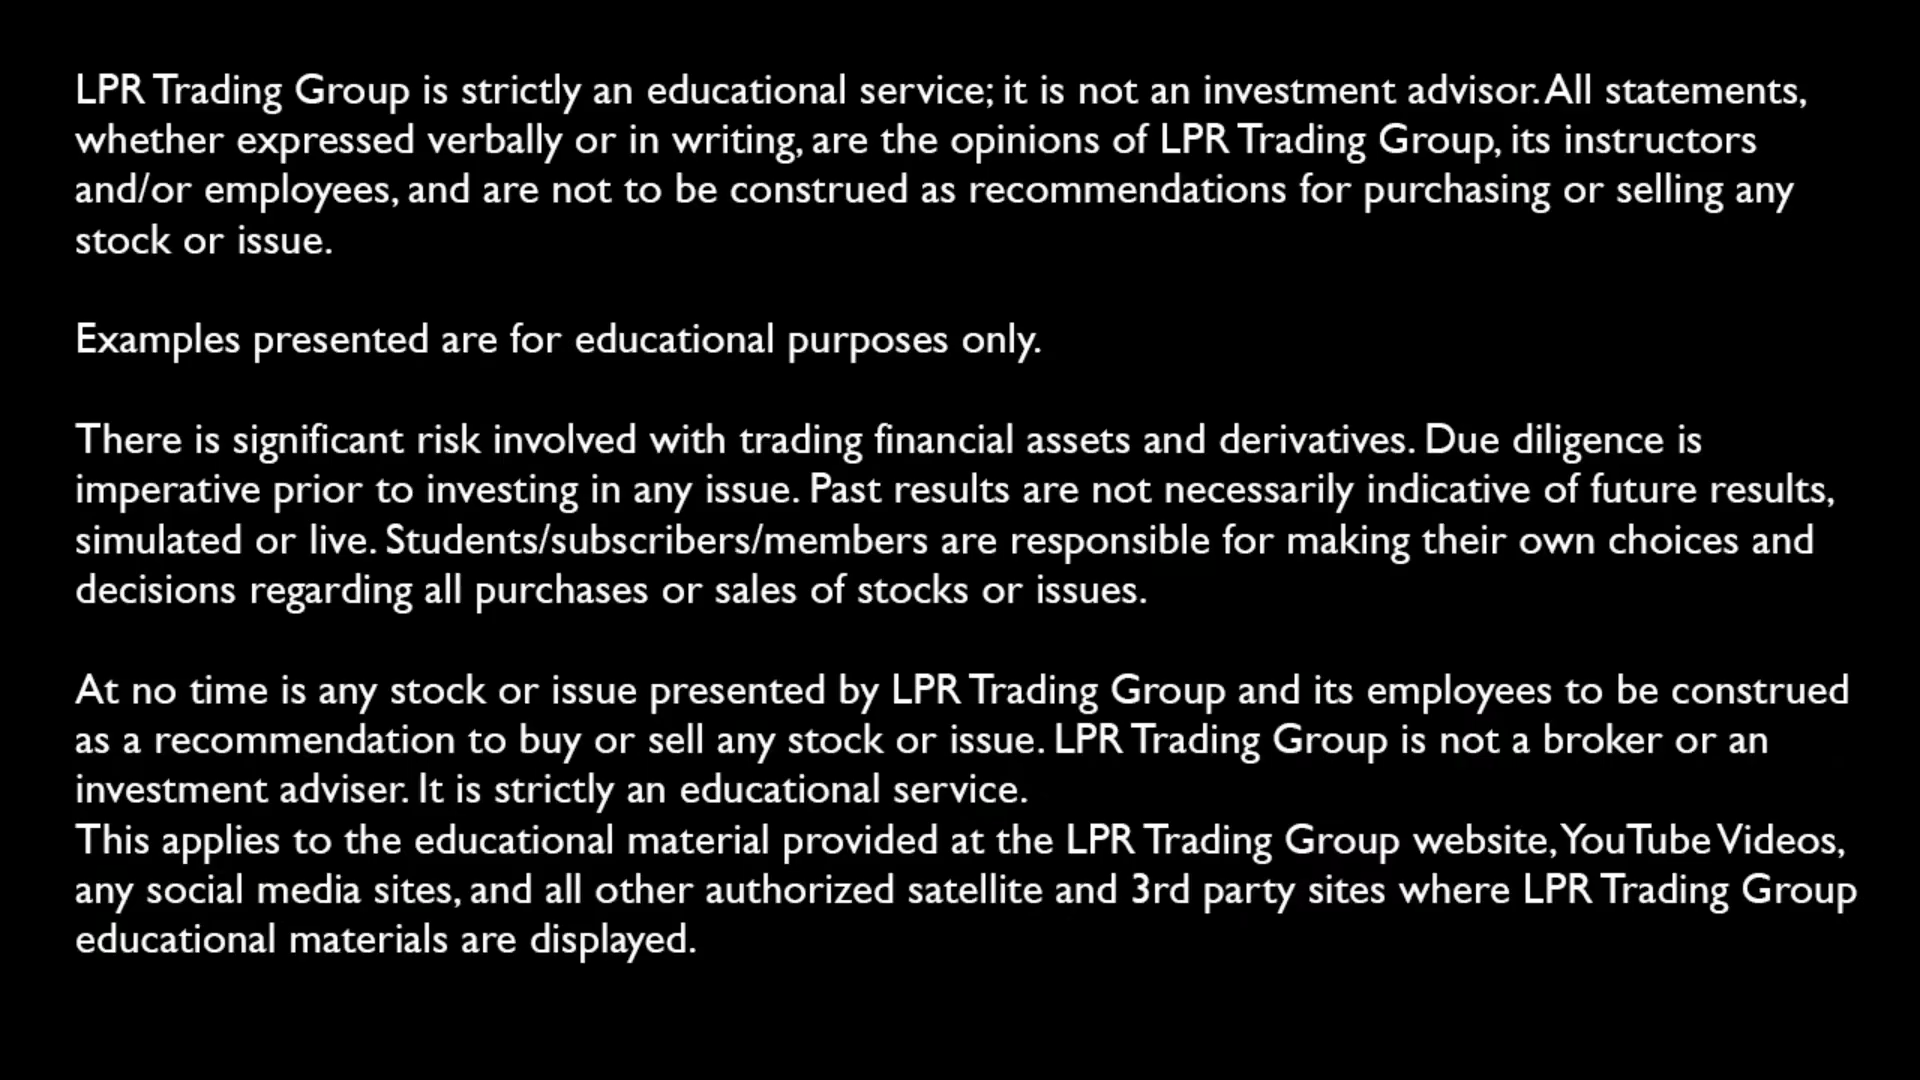 LPR Trading Group is strictly an educational service; it is not an investment advisor. All statements,
whether expressed verbally or in writing, are the opinions of LPR Trading Group, its instructors
and/or employees, and are not to be construed as recommendations for purchasing or selling any
stock or issue.
Examples presented are for educational purposes only.
There is significant risk involved with trading financial assets and derivatives. Due diligence is
imperative prior to investing in any issue. Past results are not necessarily indicative of future results,
simulated or live. Students/subscribers/members are responsible for making their own choices and
decisions regarding all purchases or sales of stocks or issues.
At no time is any stock or issue presented by LPR Trading Group and its employees to be construed
as a recommendation to buy or sell any stock or issue. LPR Trading Group is not a broker or an
investment adviser. It is strictly an educational service.
This applies to the educational material provided at the LPR Trading Group website, YouTube Videos,
any social media sites, and all other authorized satellite and 3rd party sites where LPR Trading Group
educational materials are displayed.